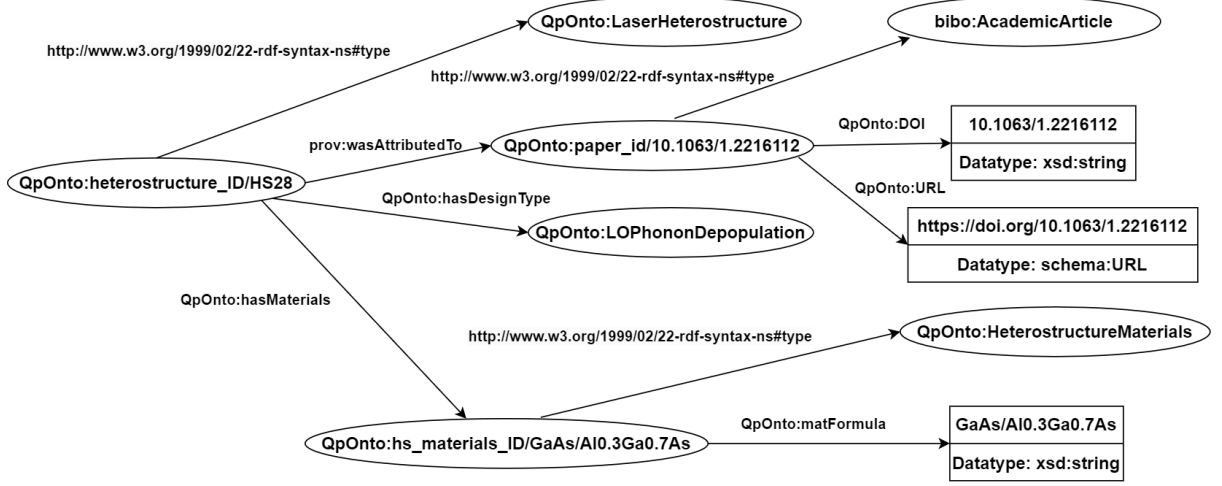 QpOnto:LaserHeterostructure
bibo:AcademicArticle
http://www.w3.org/1999/02/22-rdf-syntax-ns#type
http://www.w3.org/1999/02/22-rdf-syntax-ns#type
QpOnto:DOI
10.1063/1.2216112
Datatype: xsd:string
prov:wasAttributedTo
QpOnto:paper_id/10.1063/1.2216112
QpOnto:heterostructure_ID/HS28
QpOnto:URL
QpOnto:hasDesignType
https://doi.org/10.1063/1.2216112
Datatype: schema:URL
QpOnto:LOPhononDepopulation
QpOnto:hasMaterials
http://www.w3.org/1999/02/22-rdf-syntax-ns#type
QpOnto:HeterostructureMaterials
QpOnto:matFormula
GaAs/Al0.3Ga0.7As
Datatype: xsd:string
QpOnto:hs_materials_ID/GaAs/Al0.3Ga0.7As